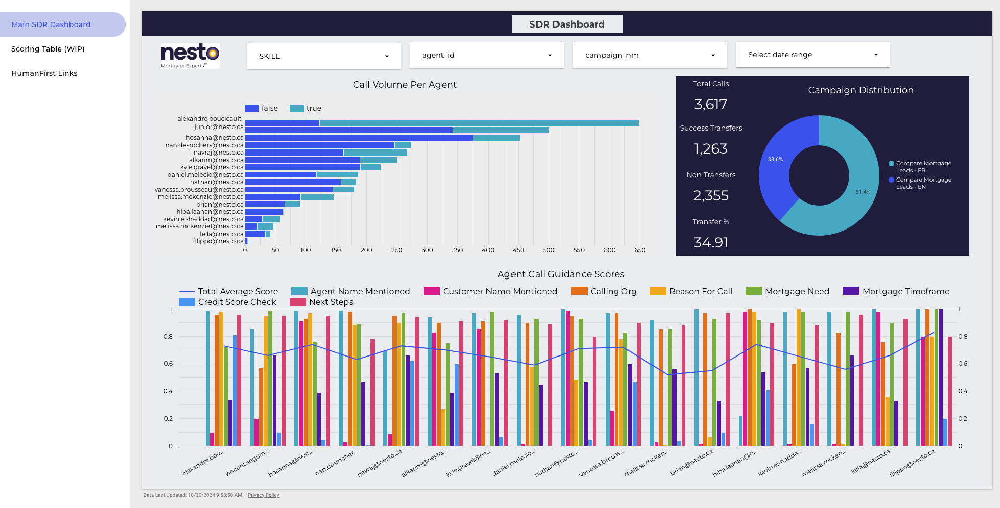 Main SDR Dashboard
Scoring Table (WIP)
HumanFirst Links
SDR Dashboard
nesto
Mortgage Experts™
SKILL
agent_id
campaign_nm
Select date range
Call Volume Per Agent
false true
alexandre.boucicault-
junior@nesto.ca
hosanna@nesto.ca
nan.desrochers@nesto.ca
navraj@nesto.ca
alkarim@nesto.ca
kyle.gravel@nesto.ca
daniel.melecio@nesto.ca
nathan@nesto.ca
vanessa.brousseau@nesto.ca
melissa.mckenzie@nesto.ca
brian@nesto.ca
hiba.laanan@nesto.ca
kevin.el-haddad@nesto.ca
melissa.mckenzie1@nesto.ca
leila@nesto.ca
filippo@nesto.ca
0 50 100 150 200 250 300 350 400 450 500 550 600 650
Total Calls
3,617
Success Transfers
1,263
Non Transfers
2,355
Transfer %
34.91
Campaign Distribution
38.6%
61.4%
Compare Mortgage
Leads - FR
Compare Mortgage
Leads - EN
Agent Call Guidance Scores
Total Average Score Agent Name Mentioned Customer Name Mentioned Calling Org Reason For Call Mortgage Need Mortgage Timeframe
Credit Score Check Next Steps
1
0.8
0.6
0.4
0.2
0
1
0.8
0.6
0.4
0.2
0
alexandre.bou...
vincent.seguin...
hosanna@nest...
nan.desrocher...
navraj@nesto.ca
alkarim@nesto...
kyle.gravel@ne...
daniel.melecio...
nathan@nesto...
vanessa.brouss...
melissa.mcken...
brian@nesto.ca
hiba.laanan@n...
kevin.el-hadda...
melissa.mcken...
leila@nesto.ca
filippo@nesto.ca
Data Last Updated: 10/30/2024 9:58:50 AM
Privacy Policy